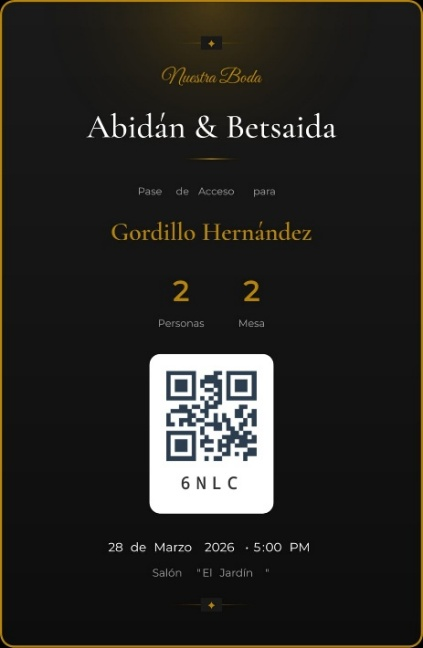 Nuestra Boda
Abidán & Betsaida
Pase de Acceso para
Gordillo Hernández
2 2
Personas Mesa
6NLC
28 de Marzo 2026 · 5:00 PM
Salón "El Jardín "